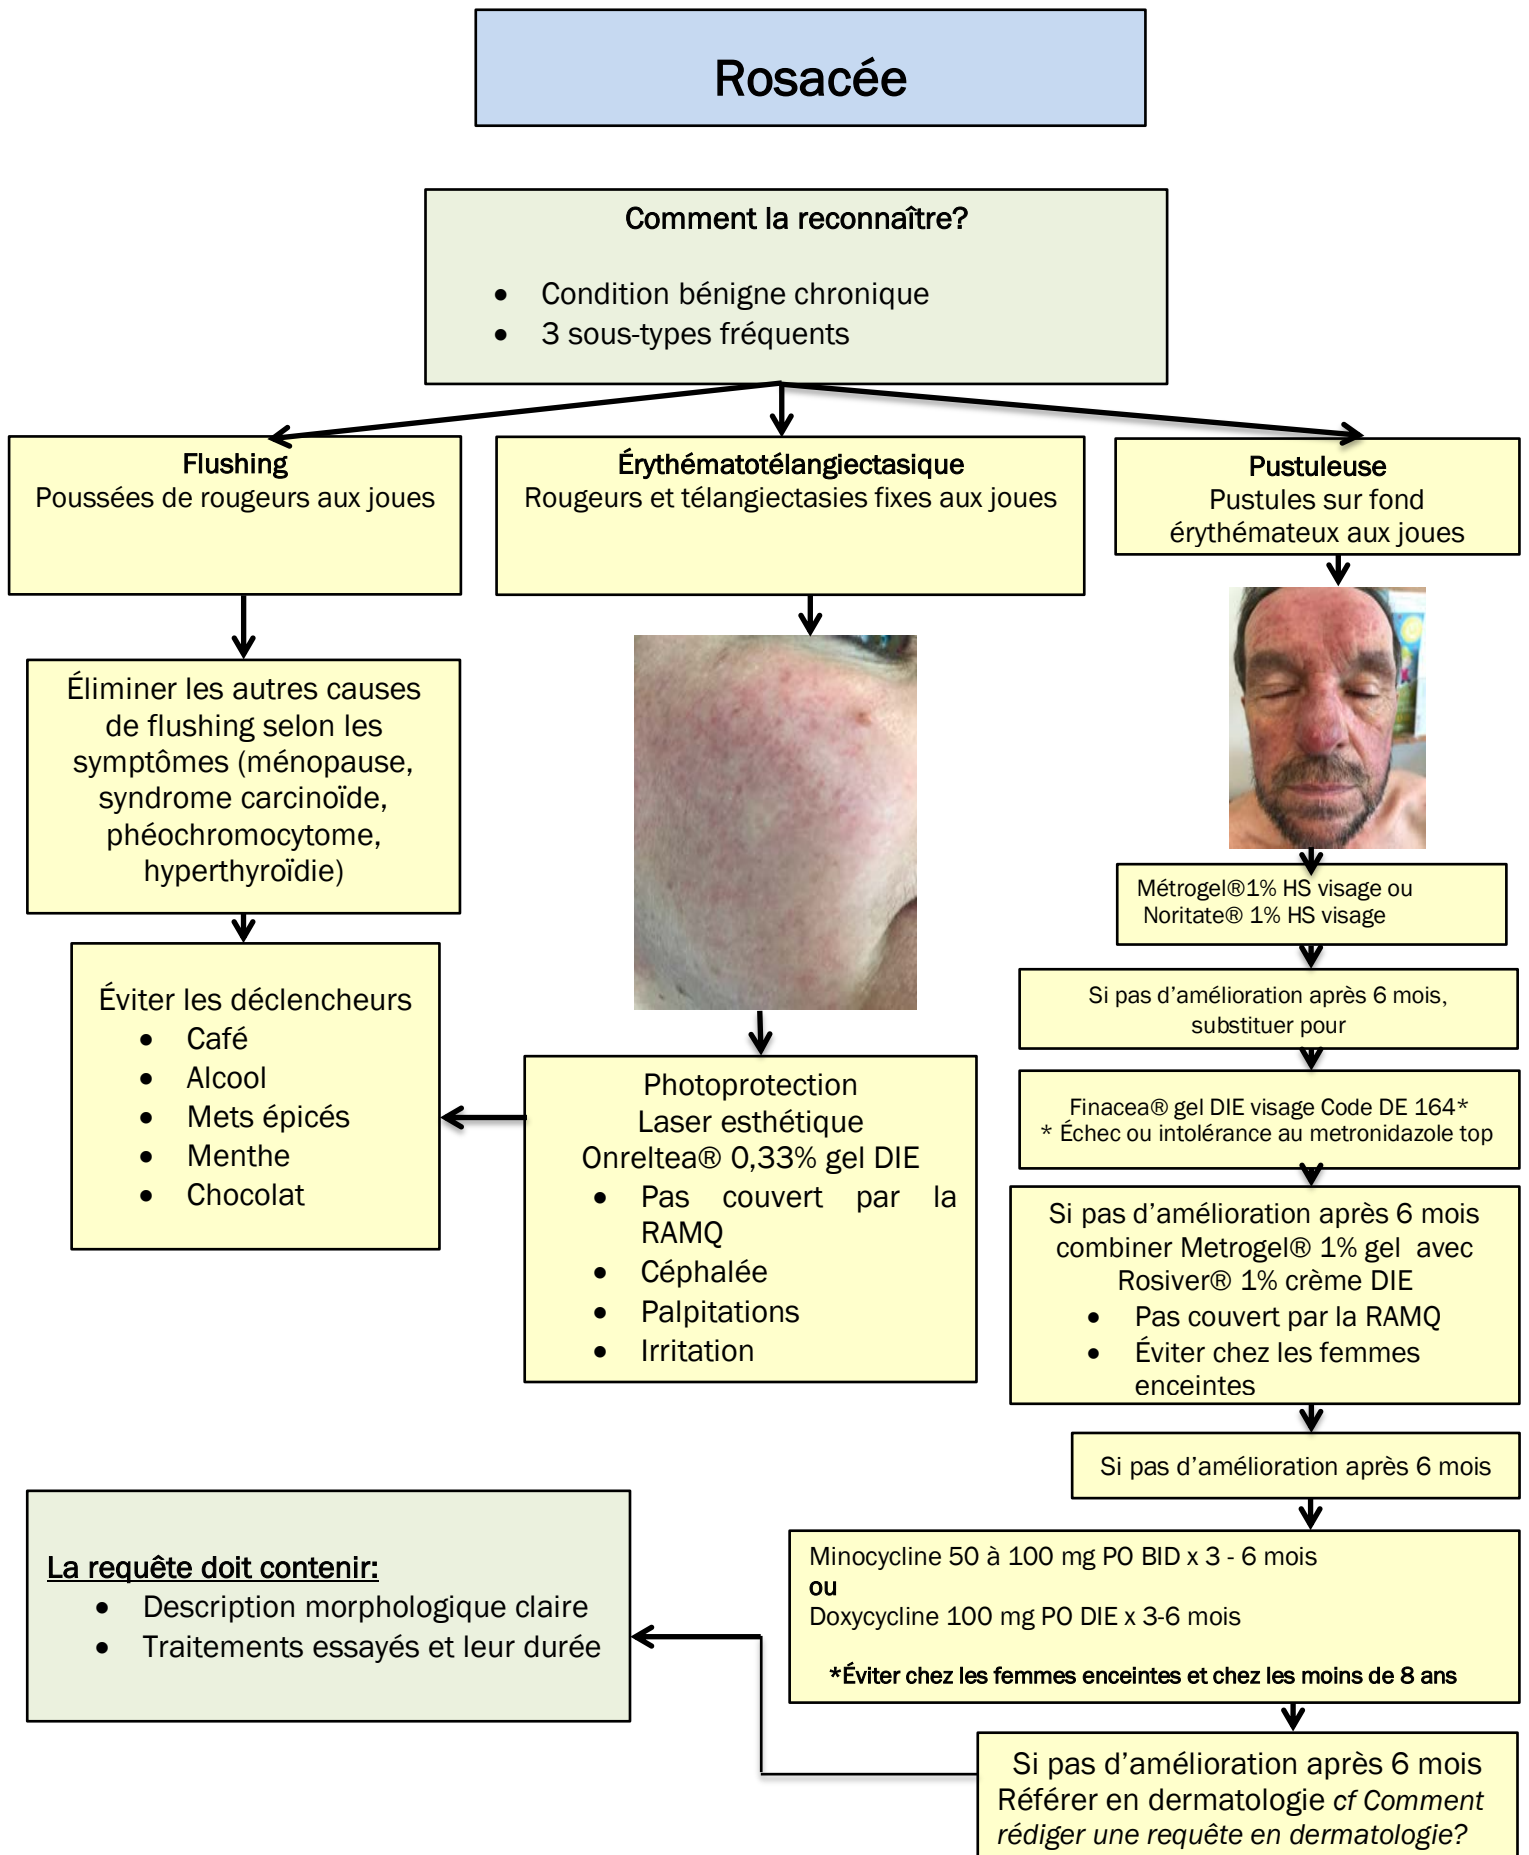 Rosacée
Comment la reconnaître?
• Condition bénigne chronique
• 3 sous-types fréquents
Flushing
Poussées de rougeurs aux joues
Érythématotélangiectasique
Rougeurs et télangiectasies fixes aux joues
Pustuleuse
Pustules sur fond
érythémateux aux joues
Éliminer les autres causes
de flushing selon les
symptômes (ménopause,
syndrome carcinoïde,
phéochromocytome,
hyperthyroïdie)
Éviter les déclencheurs
• Café
• Alcool
• Mets épicés
• Menthe
• Chocolat
Photoprotection
Laser esthétique
Onreltea® 0,33% gel DIE
• Pas couvert par la
RAMQ
• Céphalée
• Palpitations
• Irritation
Métrogel®1% HS visage ou
Noritate® 1% HS visage
Si pas d’amélioration après 6 mois,
substituer pour
Finacea® gel DIE visage Code DE 164*
* Échec ou intolérance au metronidazole top
Si pas d’amélioration après 6 mois
combiner Metrogel® 1% gel avec
Rosiver® 1% crème DIE
• Pas couvert par la RAMQ
• Éviter chez les femmes
enceintes
Si pas d’amélioration après 6 mois
Minocycline 50 à 100 mg PO BID x 3 - 6 mois
ou
Doxycycline 100 mg PO DIE x 3-6 mois
*Éviter chez les femmes enceintes et chez les moins de 8 ans
Si pas d’amélioration après 6 mois
Référer en dermatologie cf Comment
rédiger une requête en dermatologie?
La requête doit contenir:
• Description morphologique claire
• Traitements essayés et leur durée